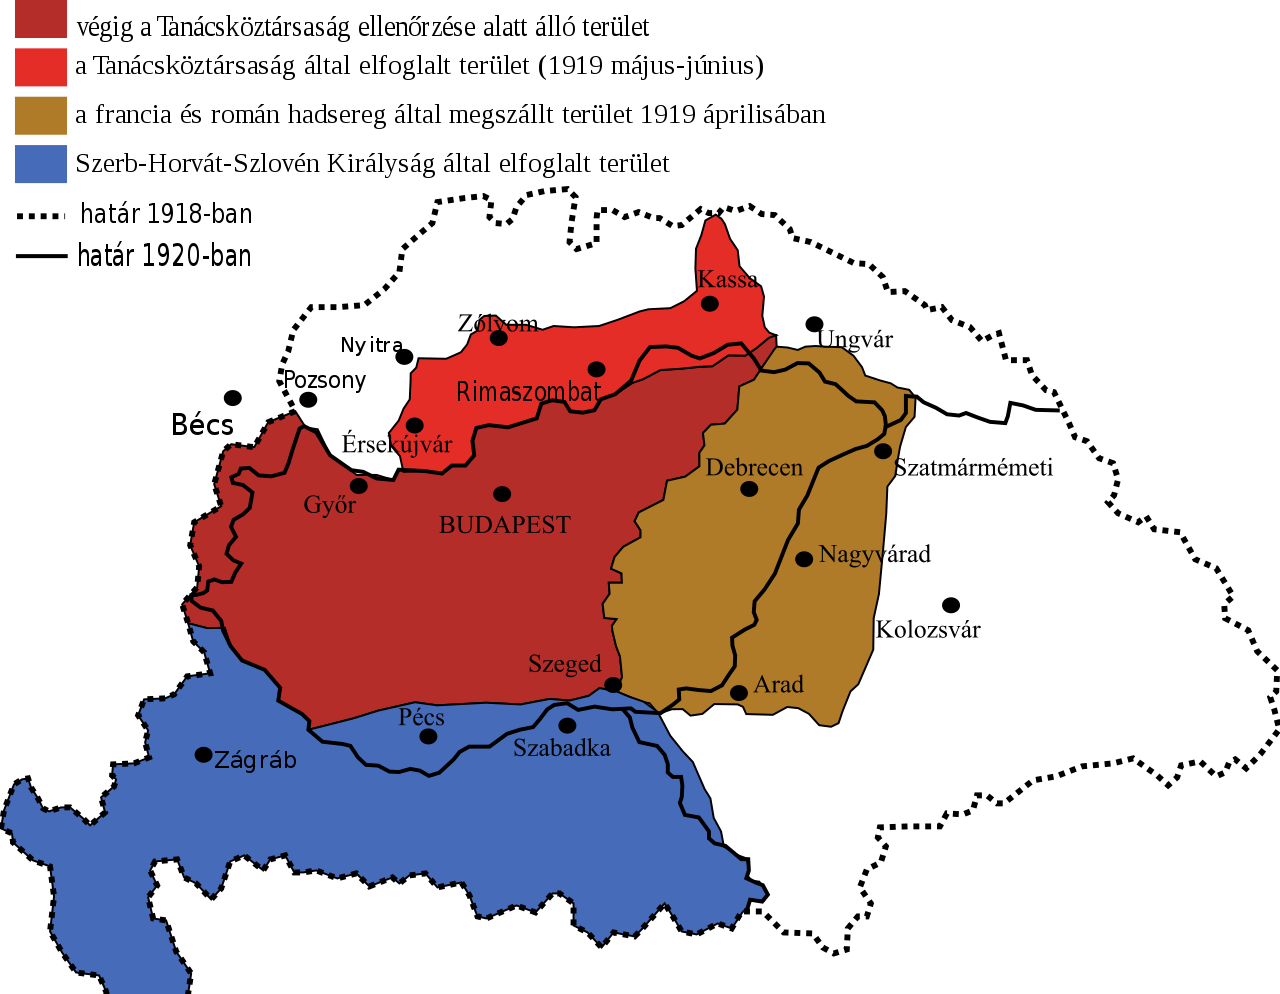 végig a Tanácsköztársaság ellenőrzése alatt álló terület
a Tanácsköztársaság által elfoglalt terület (1919 május-június)
a francia és román hadsereg által megszállt terület 1919 áprilisában
Szerb-Horvát-Szlovén Királyság által elfoglalt terület
határ 1918-ban
határ 1920-ban
Kassa
Zólyom
Ungvár
Nyitra
Pozsony
Rimaszombat
Bécs
Érsekújvár
Debrecen
Szatmármémeti
Győr
BUDAPEST
Nagyvárad
Kolozsvár
Szeged
Arad
Pécs
Szabadka
Zágráb